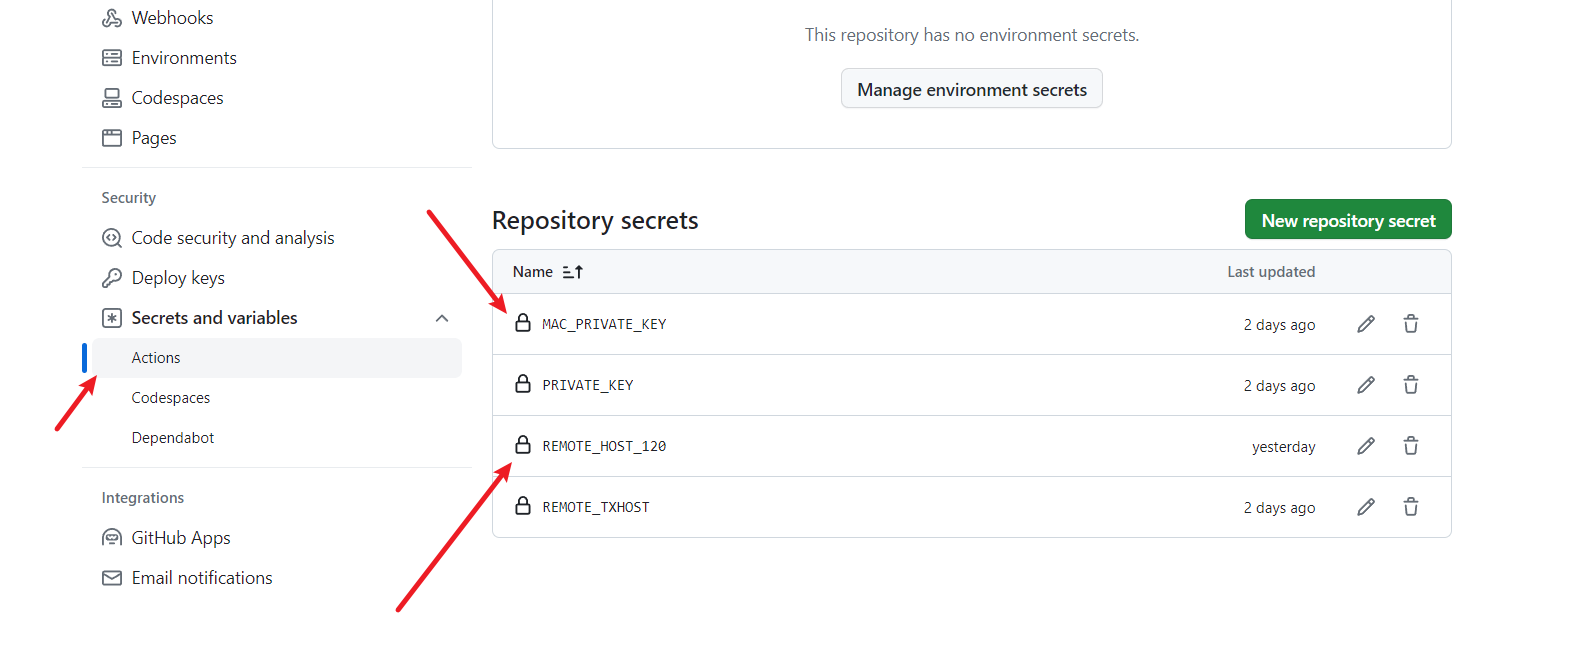 Webhooks
Environments
Codespaces
Pages
Security
Code security and analysis
Deploy keys
Secrets and variables
Actions
Codespaces
Dependabot
Integrations
GitHub Apps
Email notifications
This repository has no environment secrets.
Manage environment secrets
Repository secrets
New repository secret
Name Last updated
MAC_PRIVATE_KEY 2 days ago
PRIVATE_KEY 2 days ago
REMOTE_HOST_120 yesterday
REMOTE_TXHOST 2 days ago